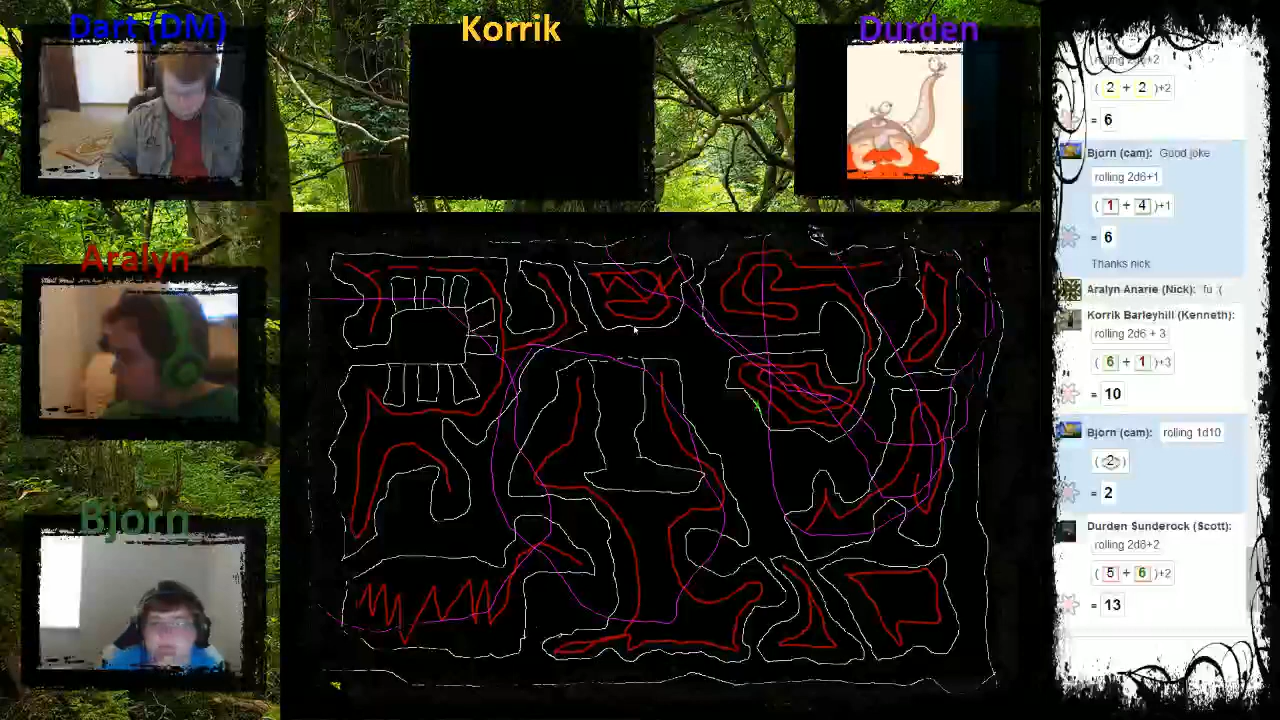 Dart (DM)
Korrik
Durden
Aralyn
Bjorn
rolling 2d6+2
( 2 + 2 )+2
= 6
Bjorn (cam): Good joke
rolling 2d6+1
( 1 + 4 )+1
= 6
Thanks nick
Aralyn Anarie (Nick): fu :(
Korrik Barleyhill (Kenneth):
rolling 2d6 + 3
( 6 + 1 )+3
= 10
Bjorn (cam): rolling 1d10
( 2 )
= 2
Durden Sunderock (Scott):
rolling 2d8+2
( 5 + 6 )+2
= 13